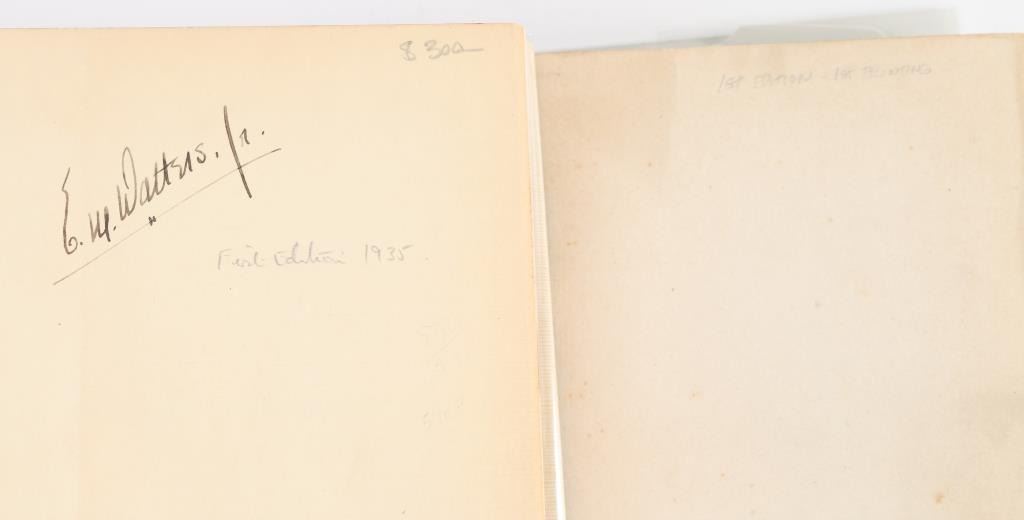 $ 300—
E. M. Watters, Jr.
First Edition 1935.
1ST EDITION - 1ST PRINTING